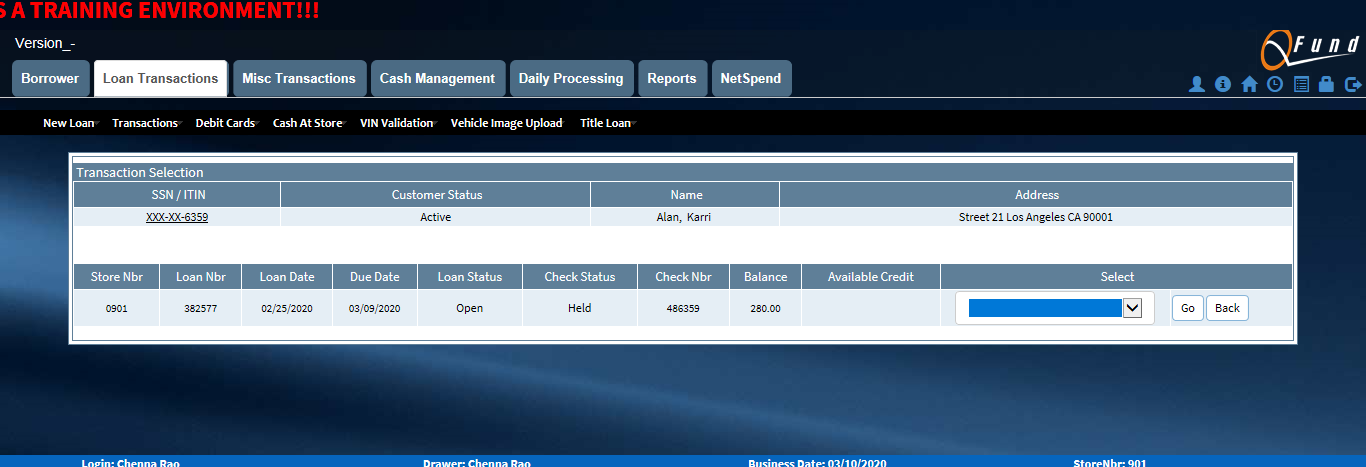 S A TRAINING ENVIRONMENT!!!
Version_-
Fund
Borrower Loan Transactions Misc Transactions Cash Management Daily Processing Reports NetSpend
New Loan Transactions Debit Cards Cash At Store VIN Validation Vehicle Image Upload Title Loan
Transaction Selection
SSN / ITIN Customer Status Name Address
XXX-XX-6359 Active Alan, Karri Street 21 Los Angeles CA 90001
Store Nbr Loan Nbr Loan Date Due Date Loan Status Check Status Check Nbr Balance Available Credit Select
0901 382577 02/25/2020 03/09/2020 Open Held 486359 280.00 Go Back
Login: Chenna Rao Drawer: Chenna Rao Business Date: 03/10/2020 StoreNbr: 901